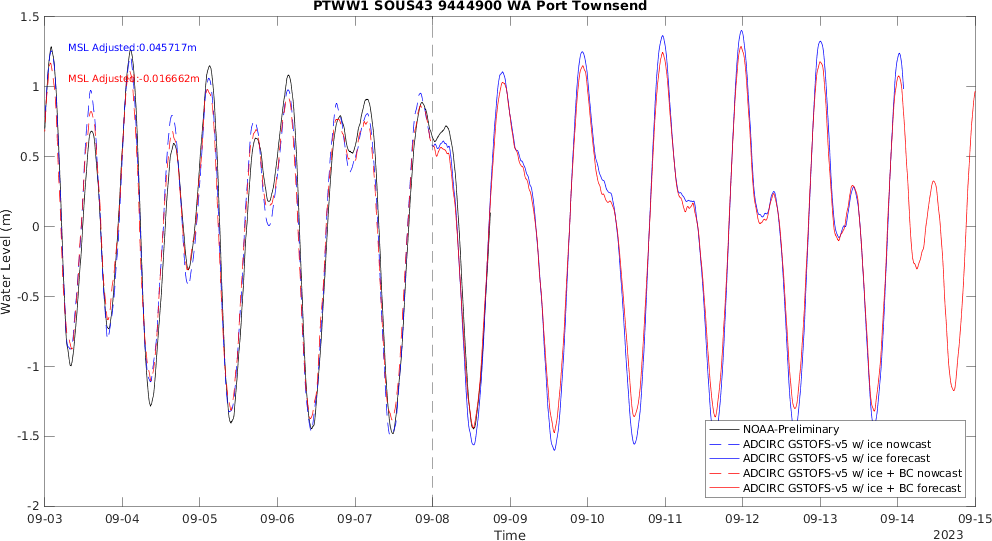 PTWW1 SOUS43 9444900 WA Port Townsend
1.5
MSL Adjusted:0.045717m
MSL Adjusted:-0.016662m
1
0.5
0
-0.5
-1
-1.5
-2
Water Level (m)
NOAA-Preliminary
ADCIRC GSTOFS-v5 w/ ice nowcast
ADCIRC GSTOFS-v5 w/ ice forecast
ADCIRC GSTOFS-v5 w/ ice + BC nowcast
ADCIRC GSTOFS-v5 w/ ice + BC forecast
09-03 09-04 09-05 09-06 09-07 09-08 09-09 09-10 09-11 09-12 09-13 09-14 09-15
Time
2023